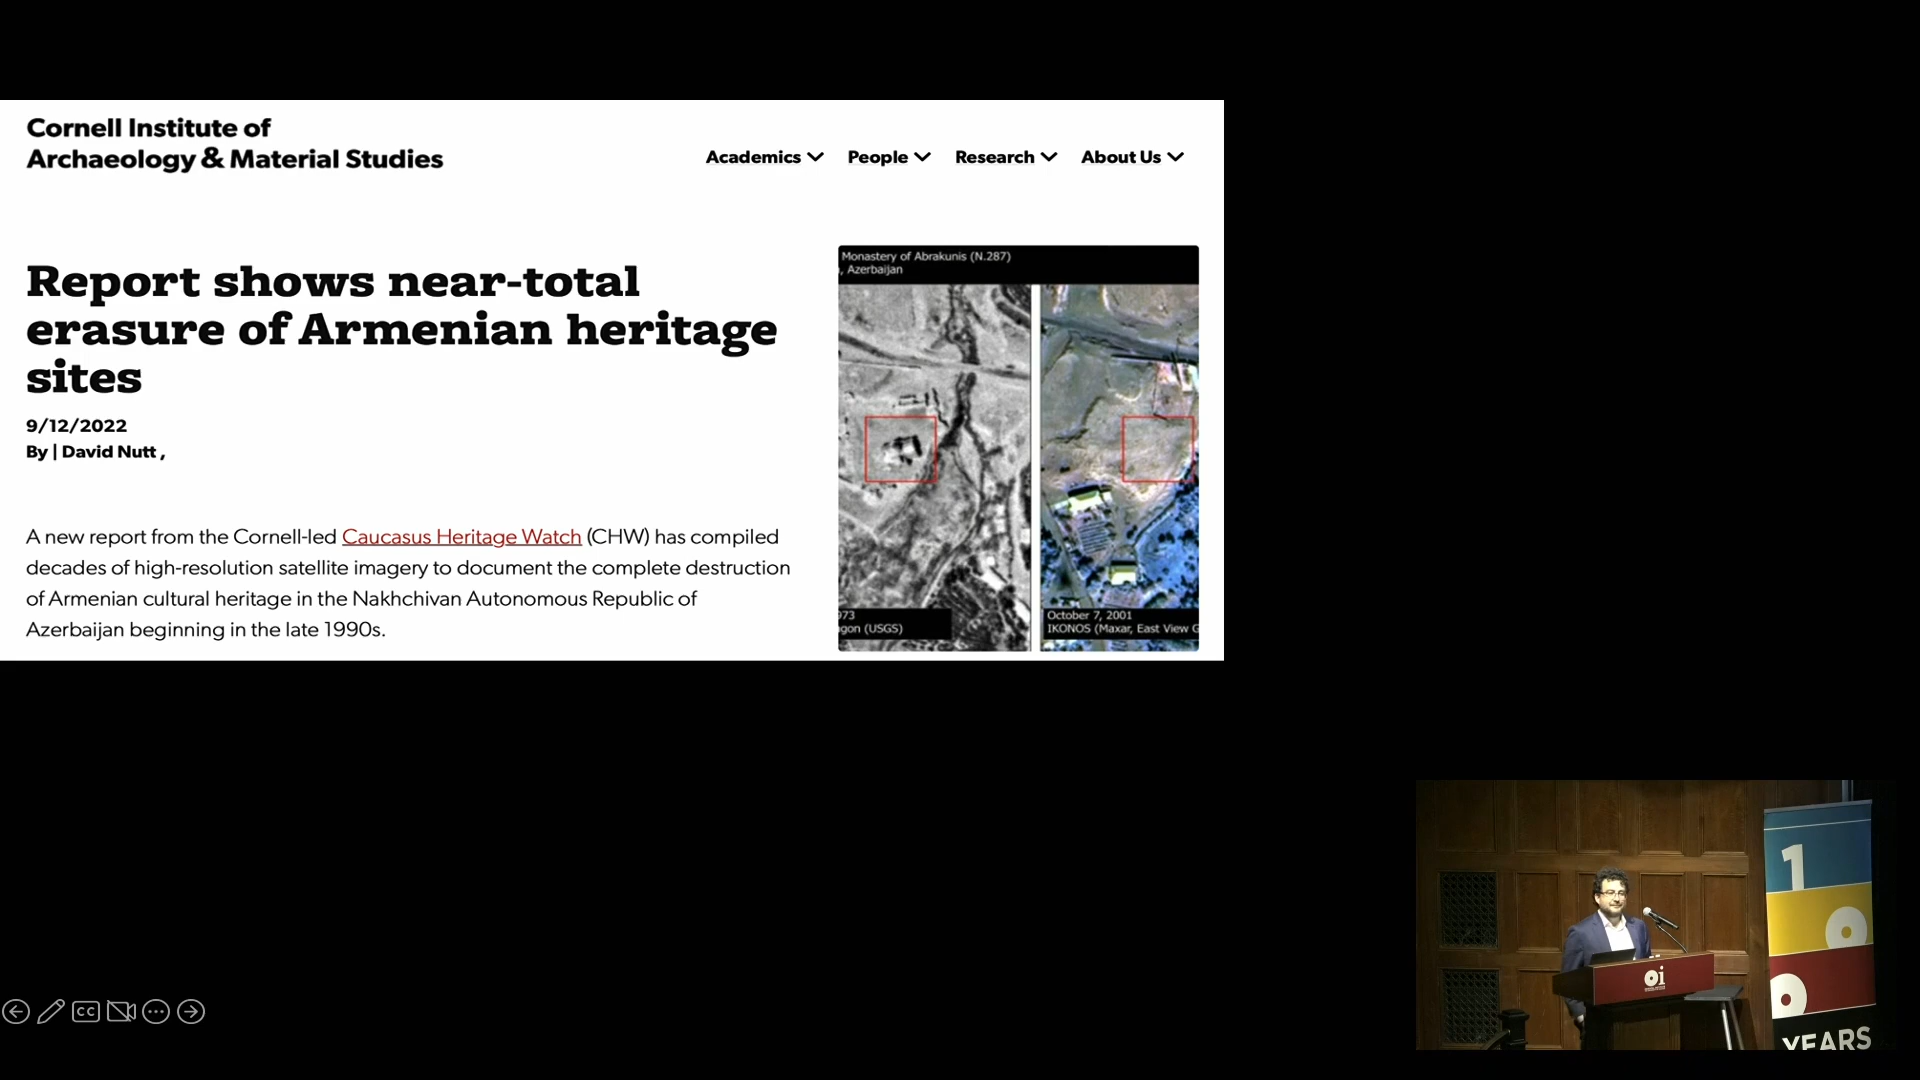 Cornell Institute of
Archaeology & Material Studies
Academics
People
Research
About Us
Report shows near-total
erasure of Armenian heritage
sites
9/12/2022
By | David Nutt ,
A new report from the Cornell-led Caucasus Heritage Watch (CHW) has compiled
decades of high-resolution satellite imagery to document the complete destruction
of Armenian cultural heritage in the Nakhchivan Autonomous Republic of
Azerbaijan beginning in the late 1990s.
Monastery of Abrakunis (N.287)
, Azerbaijan
973
gon (USGS)
October 7, 2001
IKONOS (Maxar, East View G
CC
oi
1
YEARS